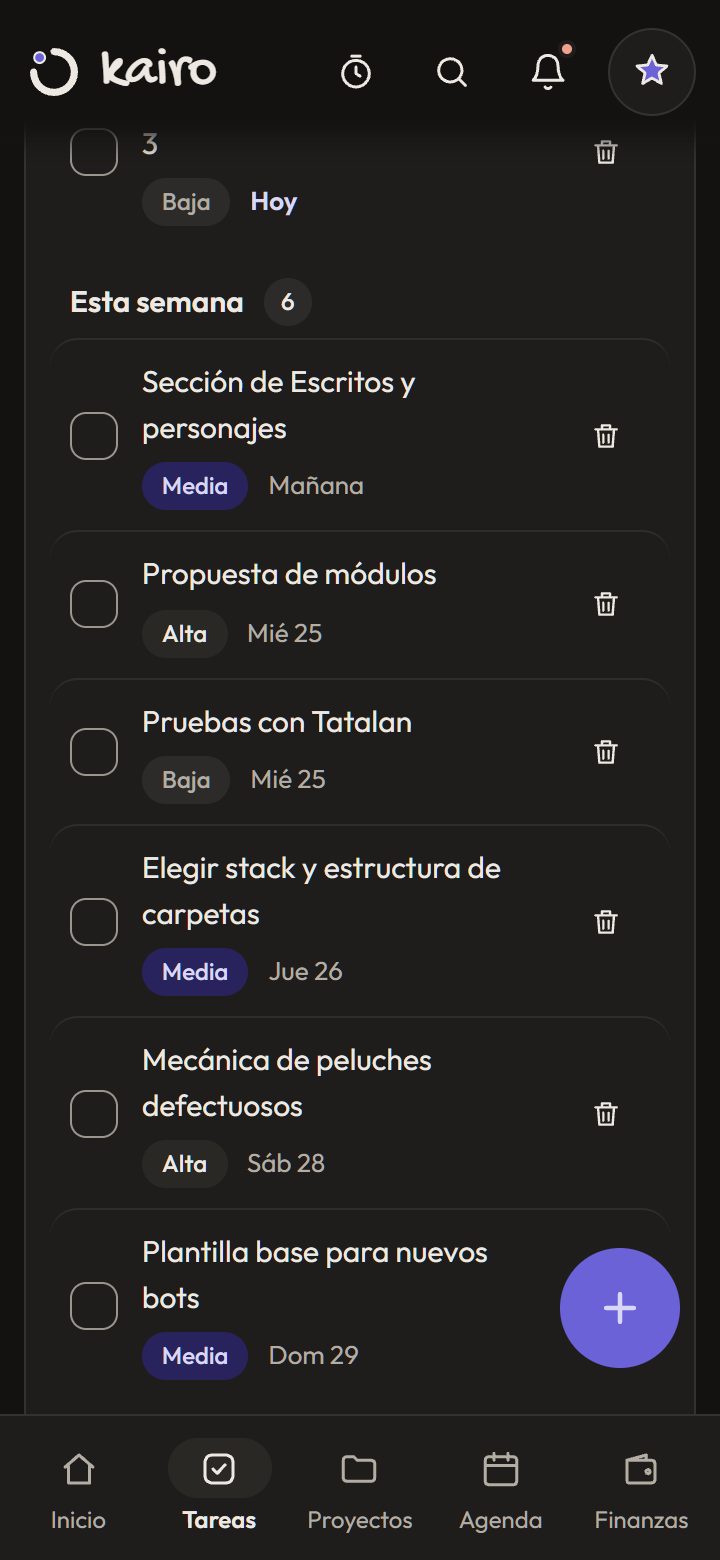 kairo
3
Baja Hoy
Esta semana 6
Sección de Escritos y
personajes
Media Mañana
Propuesta de módulos
Alta Mié 25
Pruebas con Tatalan
Baja Mié 25
Elegir stack y estructura de
carpetas
Media Jue 26
Mecánica de peluches
defectuosos
Alta Sáb 28
Plantilla base para nuevos
bots
Media Dom 29
Inicio Tareas Proyectos Agenda Finanzas